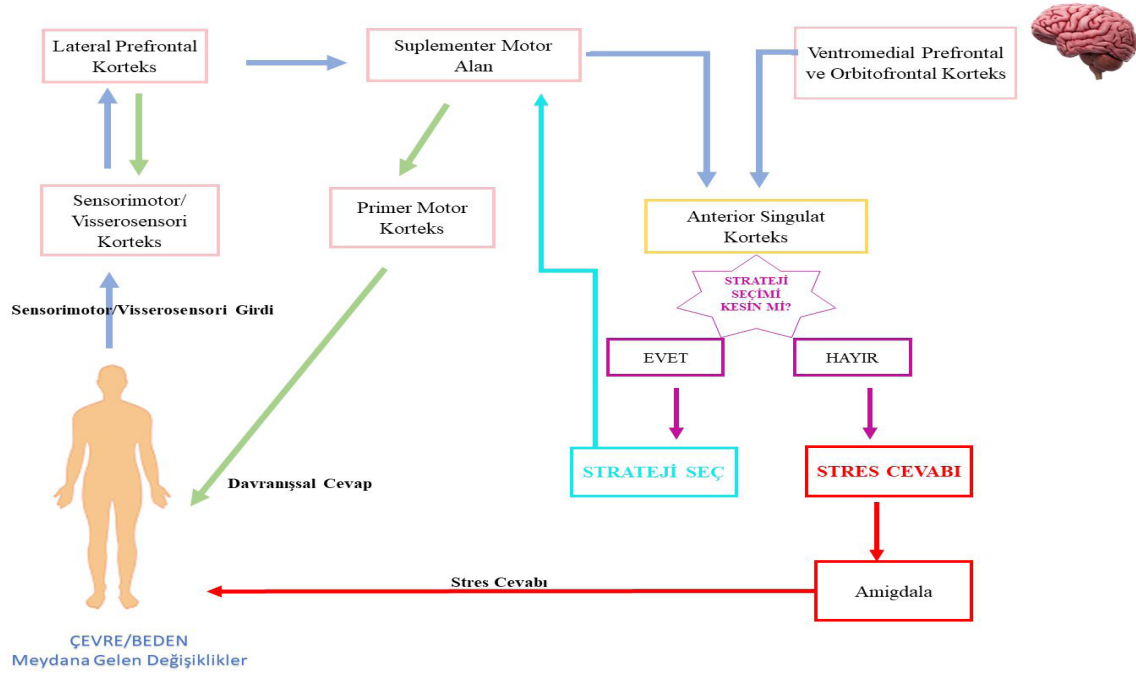 Lateral Prefrontal
Korteks
Suplementer Motor
Alan
Ventromedial Prefrontal
ve Orbitofrontal Korteks
Sensorimotor/
Visserosensori
Korteks
Primer Motor
Korteks
Anterior Singulat
Korteks
STRATEJİ
SEÇİMİ
KESİN Mİ?
Sensorimotor/Visserosensori Girdi
EVET
HAYIR
STRATEJİ SEÇ
STRES CEVABI
Davranışsal Cevap
Stres Cevabı
Amigdala
ÇEVRE/BEDEN
Meydana Gelen Değişiklikler